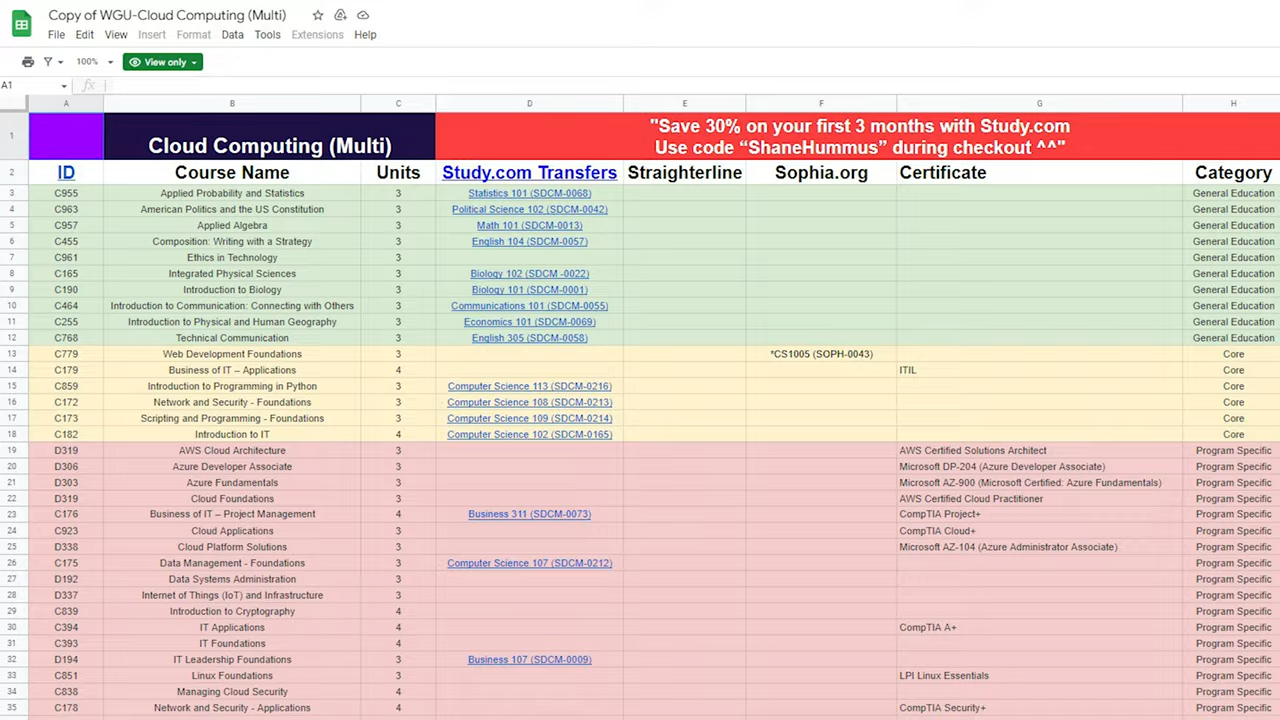 Copy of WGU-Cloud Computing (Multi)
File Edit View Insert Format Data Tools Extensions Help
100% View only
A1 fx
A B C D E F G H
1 Cloud Computing (Multi) "Save 30% on your first 3 months with Study.com
Use code “ShaneHummus” during checkout ^^"
2 ID Course Name Units Study.com Transfers Straighterline Sophia.org Certificate Category
3 C955 Applied Probability and Statistics 3 Statistics 101 (SDCM-0068) General Education
4 C963 American Politics and the US Constitution 3 Political Science 102 (SDCM-0042) General Education
5 C957 Applied Algebra 3 Math 101 (SDCM-0013) General Education
6 C455 Composition: Writing with a Strategy 3 English 104 (SDCM-0057) General Education
7 C961 Ethics in Technology 3 General Education
8 C165 Integrated Physical Sciences 3 Biology 102 (SDCM -0022) General Education
9 C190 Introduction to Biology 3 Biology 101 (SDCM-0001) General Education
10 C464 Introduction to Communication: Connecting with Others 3 Communications 101 (SDCM-0055) General Education
11 C255 Introduction to Physical and Human Geography 3 Economics 101 (SDCM-0069) General Education
12 C768 Technical Communication 3 English 305 (SDCM-0058) General Education
13 C779 Web Development Foundations 3 *CS1005 (SOPH-0043) Core
14 C179 Business of IT – Applications 4 ITIL Core
15 C859 Introduction to Programming in Python 3 Computer Science 113 (SDCM-0216) Core
16 C172 Network and Security - Foundations 3 Computer Science 108 (SDCM-0213) Core
17 C173 Scripting and Programming - Foundations 3 Computer Science 109 (SDCM-0214) Core
18 C182 Introduction to IT 4 Computer Science 102 (SDCM-0165) Core
19 D319 AWS Cloud Architecture 3 AWS Certified Solutions Architect Program Specific
20 D306 Azure Developer Associate 3 Microsoft DP-204 (Azure Developer Associate) Program Specific
21 D303 Azure Fundamentals 3 Microsoft AZ-900 (Microsoft Certified: Azure Fundamentals) Program Specific
22 D319 Cloud Foundations 3 AWS Certified Cloud Practitioner Program Specific
23 C176 Business of IT – Project Management 4 Business 311 (SDCM-0073) CompTIA Project+ Program Specific
24 C923 Cloud Applications 3 CompTIA Cloud+ Program Specific
25 D338 Cloud Platform Solutions 3 Microsoft AZ-104 (Azure Administrator Associate) Program Specific
26 C175 Data Management - Foundations 3 Computer Science 107 (SDCM-0212) Program Specific
27 D192 Data Systems Administration 3 Program Specific
28 D337 Internet of Things (IoT) and Infrastructure 3 Program Specific
29 C839 Introduction to Cryptography 4 Program Specific
30 C394 IT Applications 4 CompTIA A+ Program Specific
31 C393 IT Foundations 4 Program Specific
32 D194 IT Leadership Foundations 3 Business 107 (SDCM-0009) Program Specific
33 C851 Linux Foundations 3 LPI Linux Essentials Program Specific
34 C838 Managing Cloud Security 4 Program Specific
35 C178 Network and Security - Applications 4 CompTIA Security+ Program Specific